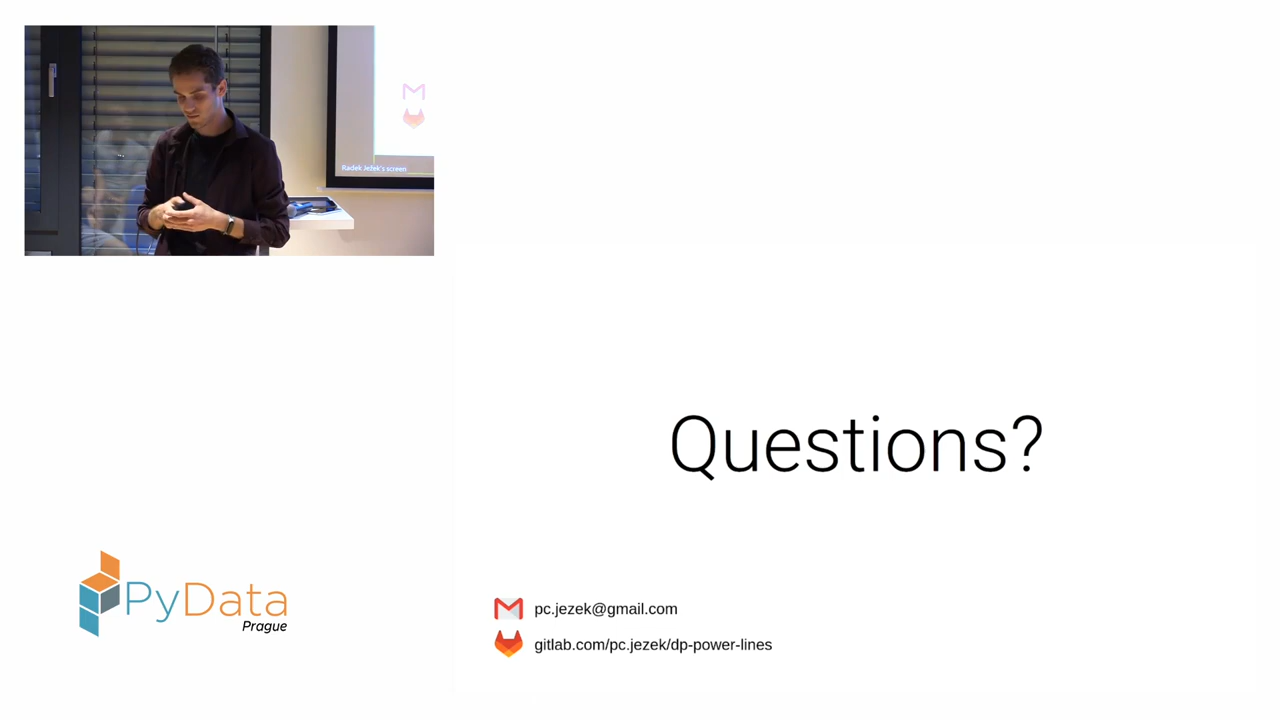 Radek Ježek's screen
Questions?
PyData
Prague
pc.jezek@gmail.com
gitlab.com/pc.jezek/dp-power-lines